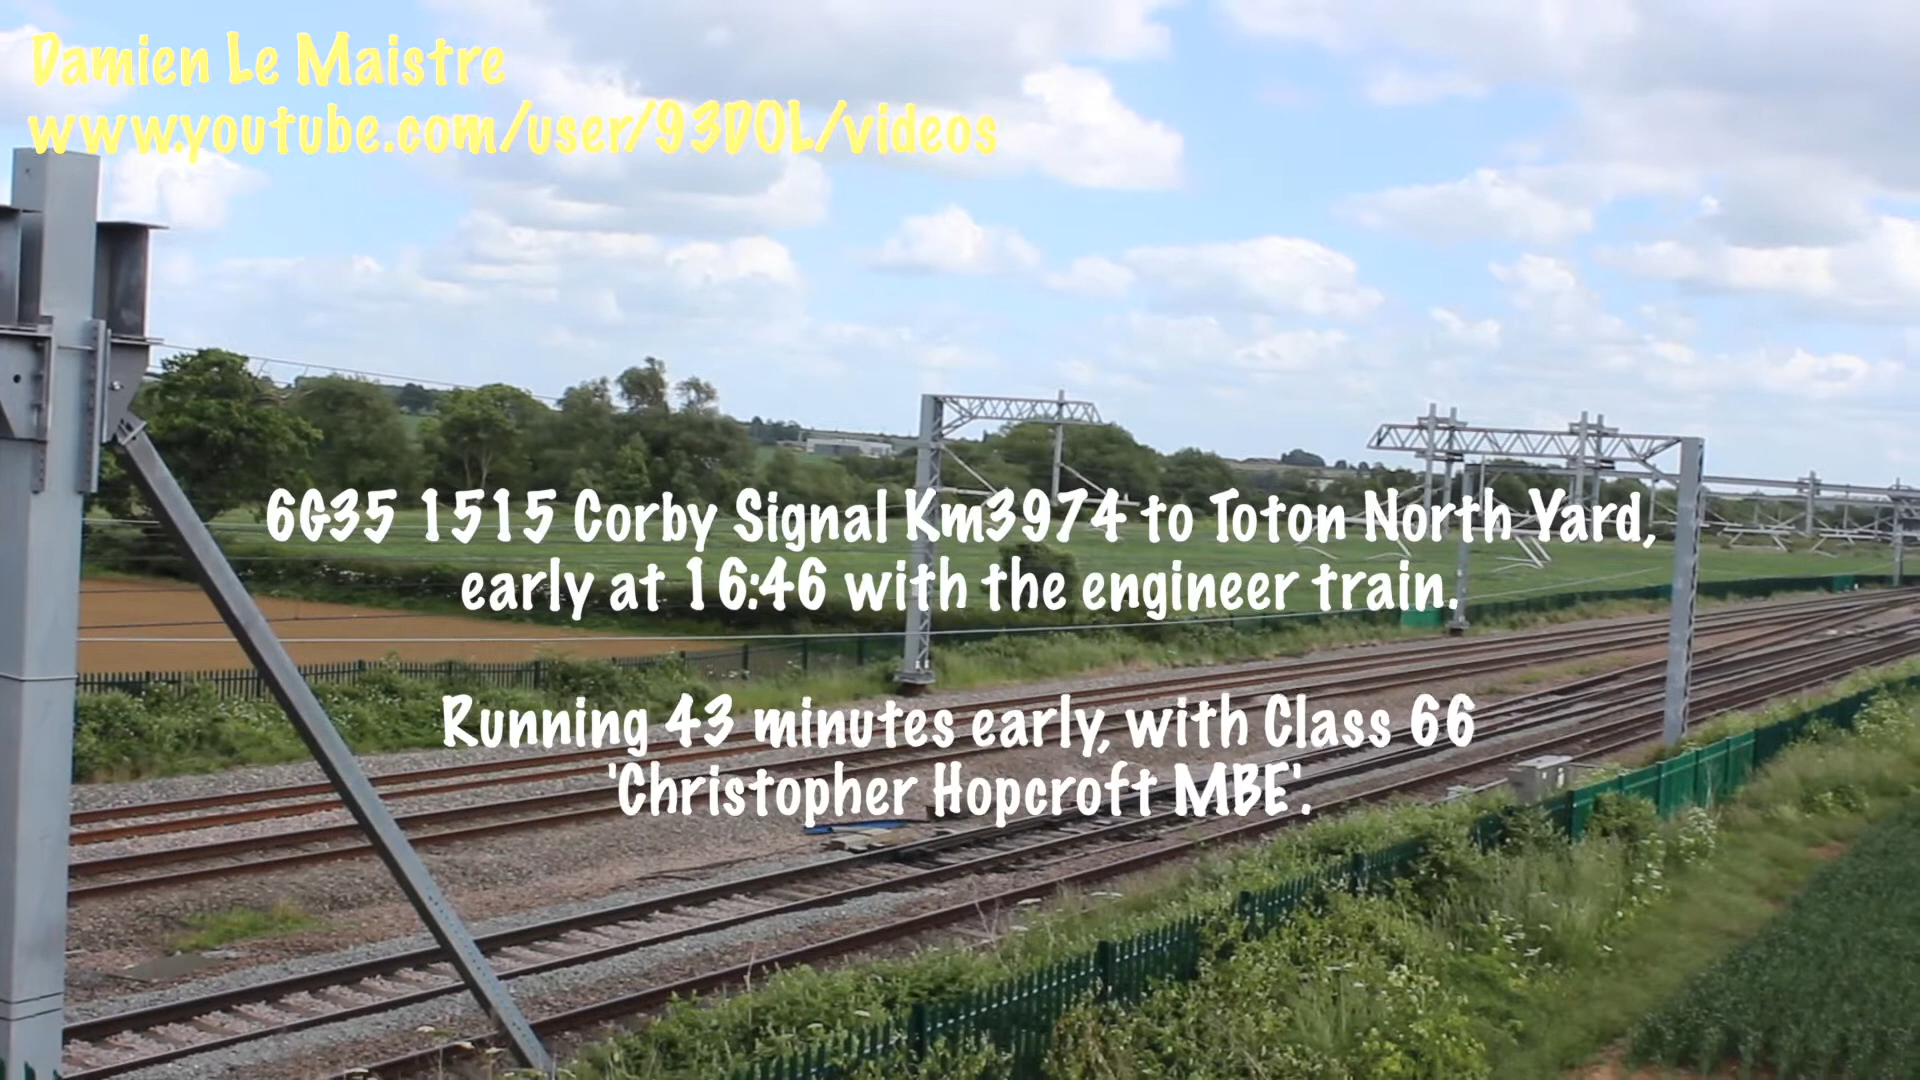 Damien Le Maistre
www.youtube.com/user/93DOL/videos
6G35 1515 Corby Signal Km3974 to Toton North Yard,
early at 16:46 with the engineer train.
Running 43 minutes early, with Class 66
'Christopher Hopcroft MBE'.